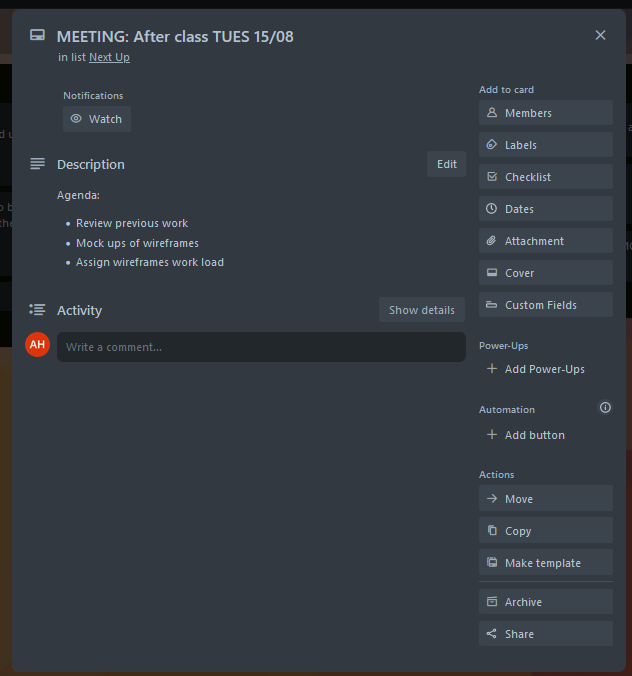 MEETING: After class TUES 15/08
in list Next Up
Notifications
Watch
Description
Edit
Agenda:
• Review previous work
• Mock ups of wireframes
• Assign wireframes work load
Activity
Show details
AH
Write a comment...
Add to card
Members
Labels
Checklist
Dates
Attachment
Cover
Custom Fields
Power-Ups
+ Add Power-Ups
Automation
+ Add button
Actions
Move
Copy
Make template
Archive
Share